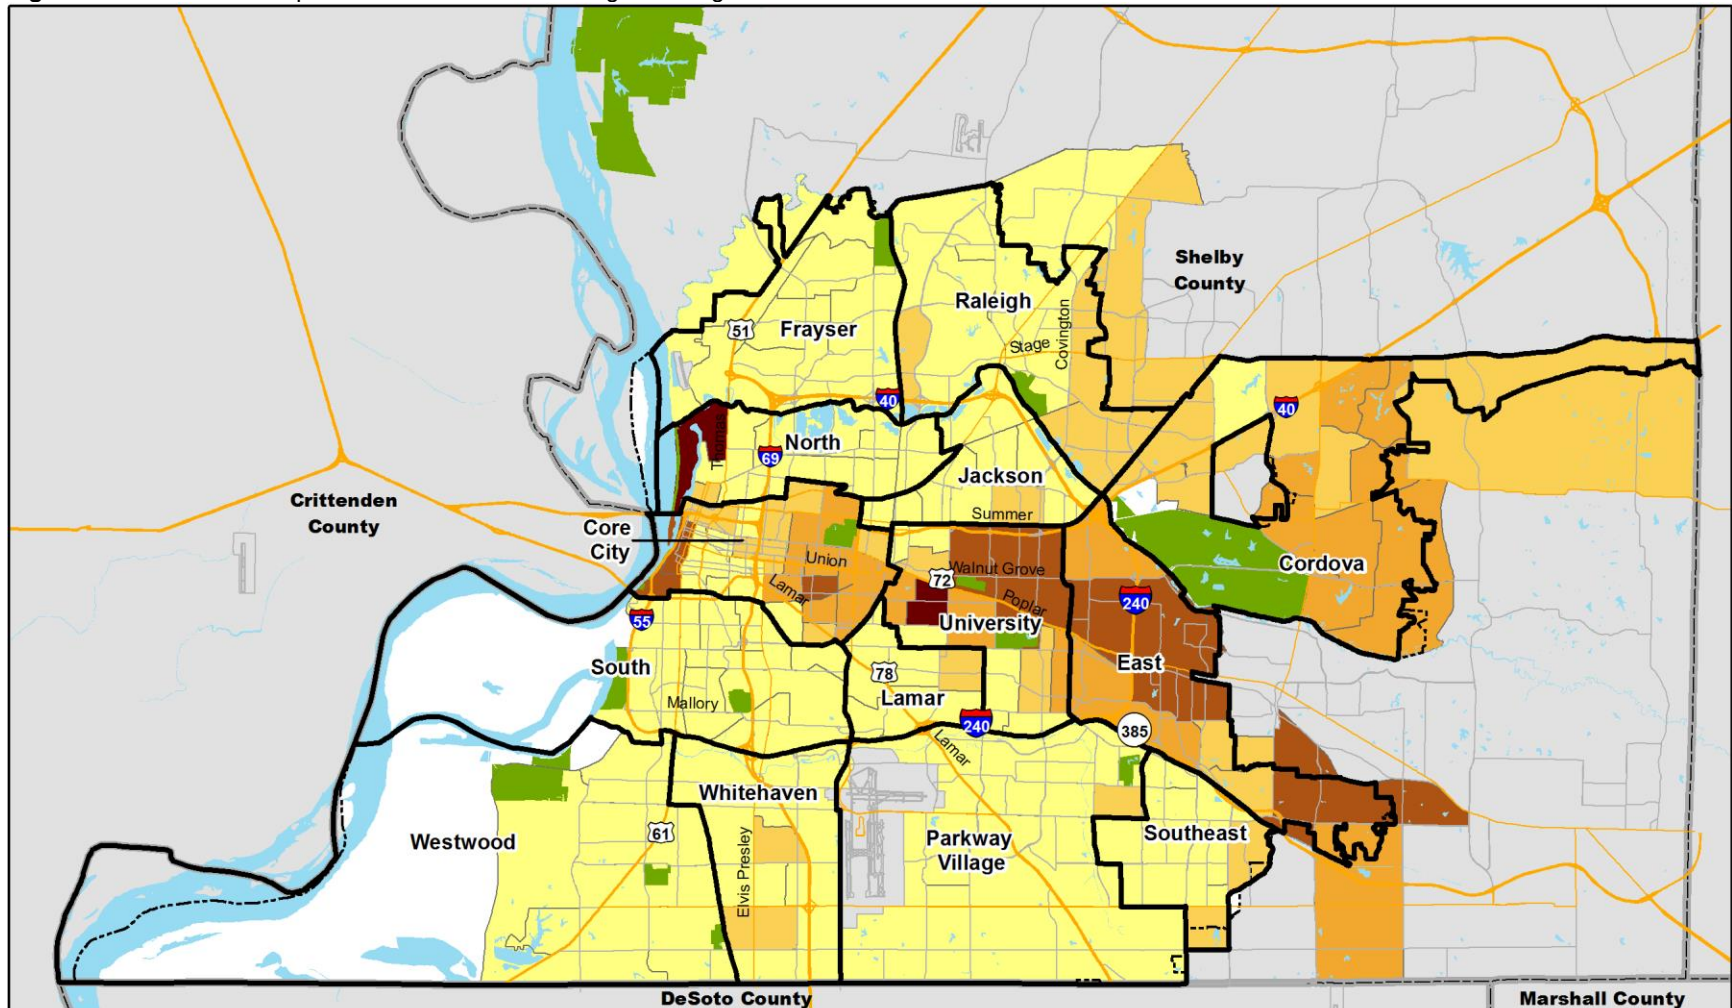 Shelby
County
Raleigh
Frayser
51
Stage
Covington
40
40
North
69
Thomas
Jackson
Crittenden
County
Core
City
Summer
Union
Walnut Grove
72
Lamar
Poplar
Cordova
240
55
University
East
South
78
Lamar
Mallory
240
385
Lamar
Whitehaven
61
Westwood
Elvis Presley
Parkway
Village
Southeast
DeSoto County
Marshall County